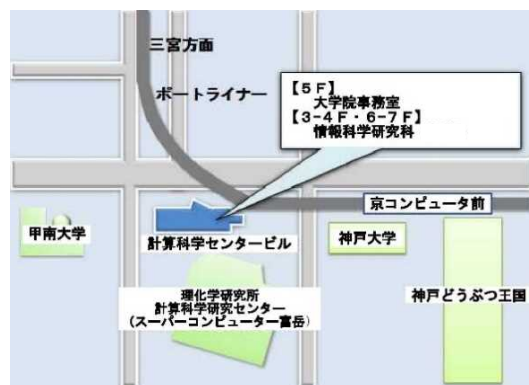 三宮方面
ポートライナー
【5F】
大学院事務室
【3-4F・6-7F】
情報科学研究科
京コンピュータ前
甲南大学
計算科学センタービル
神戸大学
理化学研究所
計算科学研究センター
(スーパーコンピューター富岳)
神戸どうぶつ王国